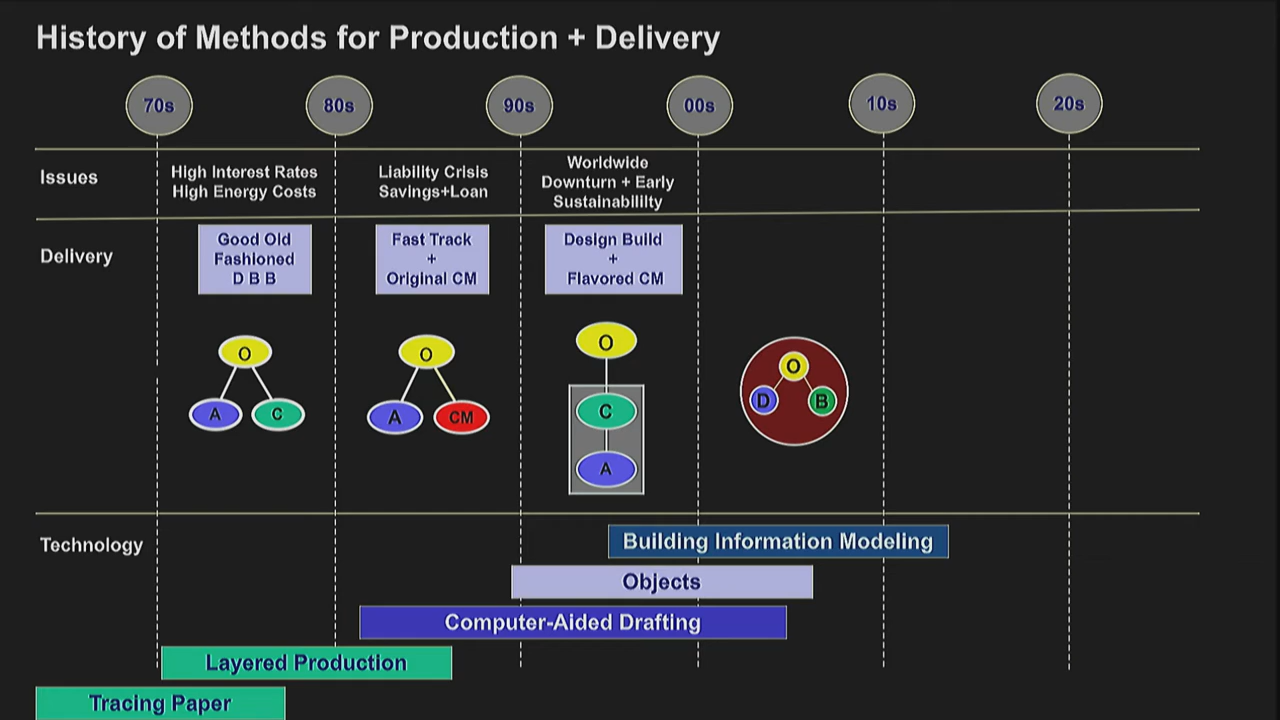 History of Methods for Production + Delivery
70s
80s
90s
00s
10s
20s
Issues
High Interest Rates
High Energy Costs
Liability Crisis
Savings+Loan
Worldwide
Downturn + Early
Sustainabililty
Delivery
Good Old
Fashioned
D B B
Fast Track
+
Original CM
Design Build
+
Flavored CM
O
A
C
O
A
CM
O
C
A
O
D
B
Technology
Building Information Modeling
Objects
Computer-Aided Drafting
Layered Production
Tracing Paper